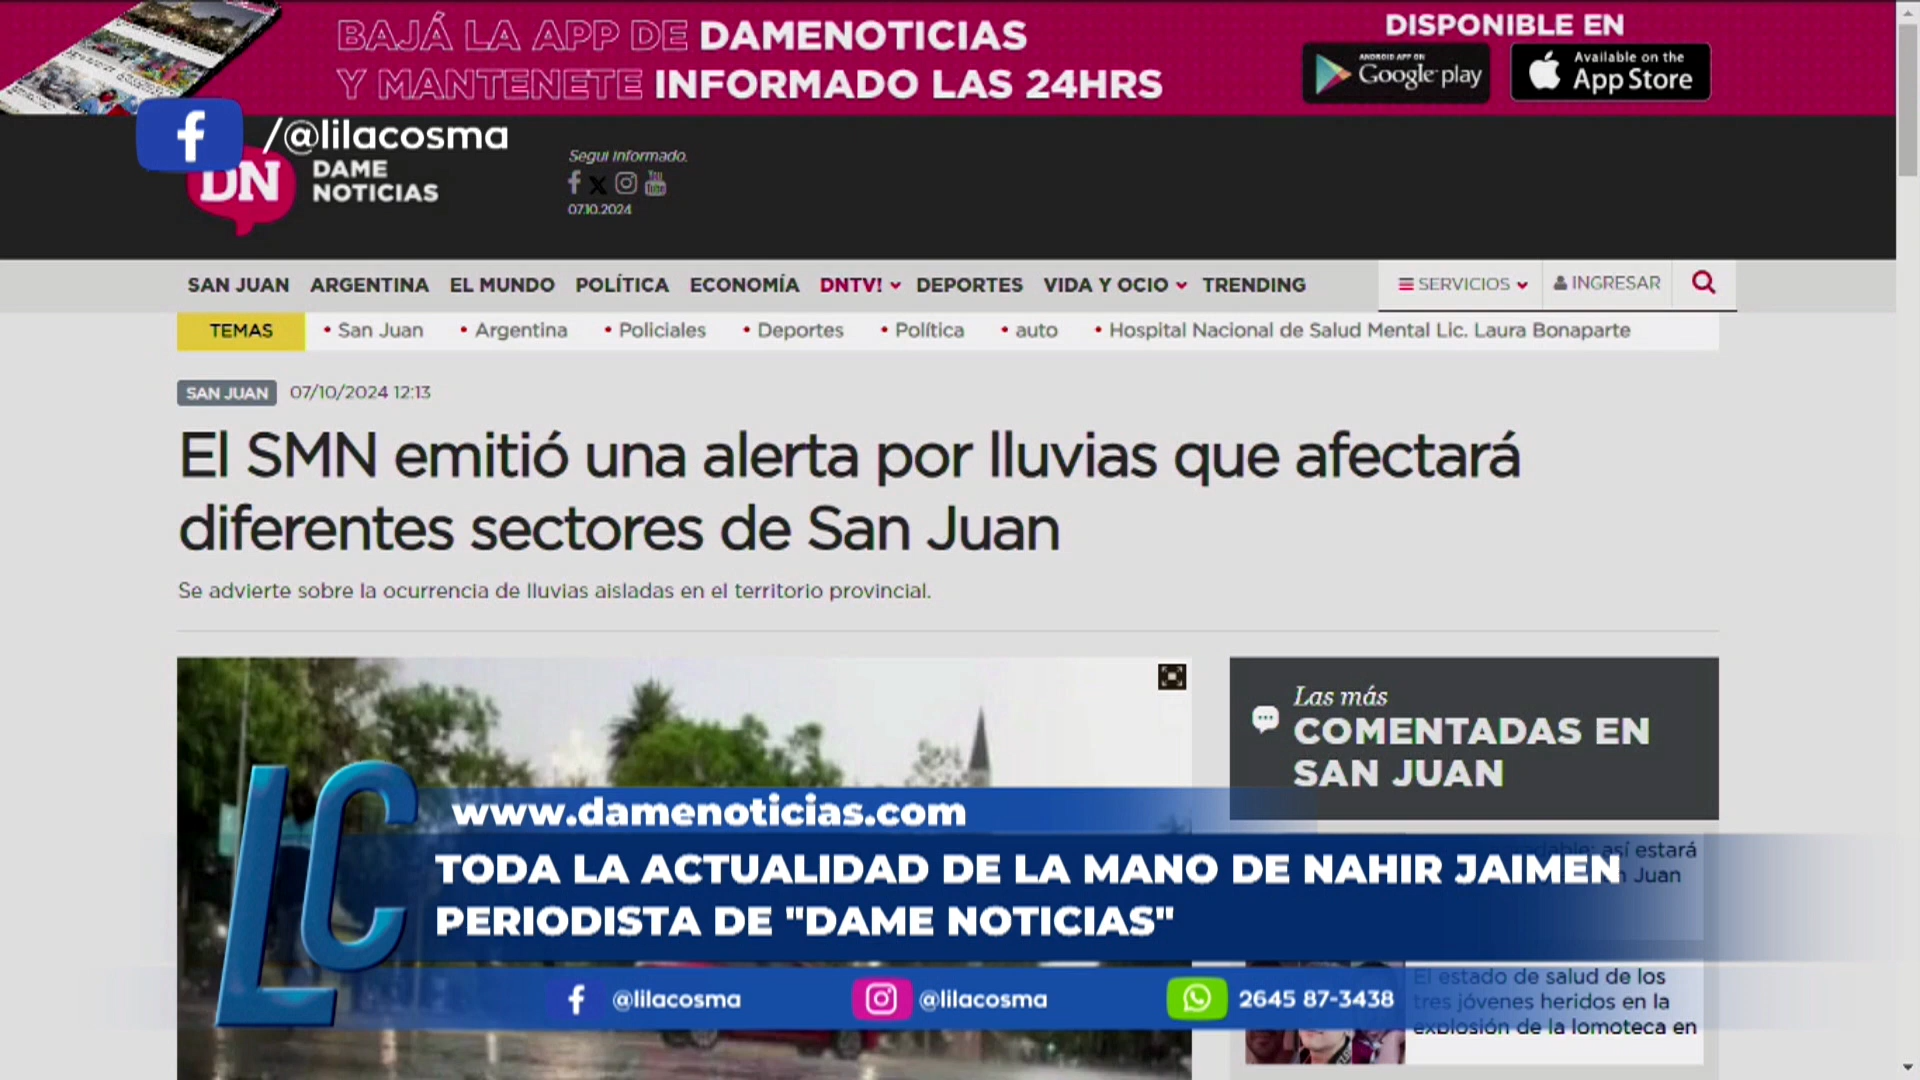 BAJÁ LA APP DE DAMENOTICIAS
Y MANTENETE INFORMADO LAS 24HRS
DISPONIBLE EN
ANDROID APP ON
Google play
Available on the
App Store
/@lilacosma
DN
DAME
NOTICIAS
Seguí informado.
07.10.2024
SAN JUAN ARGENTINA EL MUNDO POLÍTICA ECONOMÍA DNTV! DEPORTES VIDA Y OCIO TRENDING
SERVICIOS INGRESAR
TEMAS • San Juan • Argentina • Policiales • Deportes • Política • auto • Hospital Nacional de Salud Mental Lic. Laura Bonaparte
SAN JUAN 07/10/2024 12:13
El SMN emitió una alerta por lluvias que afectará
diferentes sectores de San Juan
Se advierte sobre la ocurrencia de lluvias aisladas en el territorio provincial.
Las más
COMENTADAS EN
SAN JUAN
así estará
Juan
El estado de salud de los
tres jóvenes heridos en la
explosión de la lomoteca en
LC
www.damenoticias.com
TODA LA ACTUALIDAD DE LA MANO DE NAHIR JAIMEN
PERIODISTA DE "DAME NOTICIAS"
@lilacosma
@lilacosma
2645 87-3438